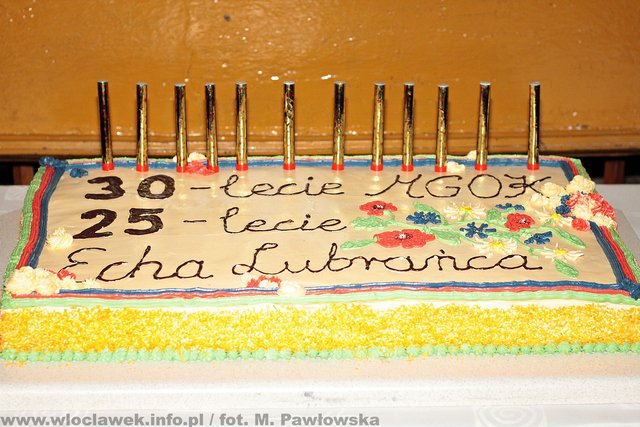 30-lecie MGOK
25-lecie
Echa Lubrańca
www.wloclawek.info.pl / fot. M. Pawłowska